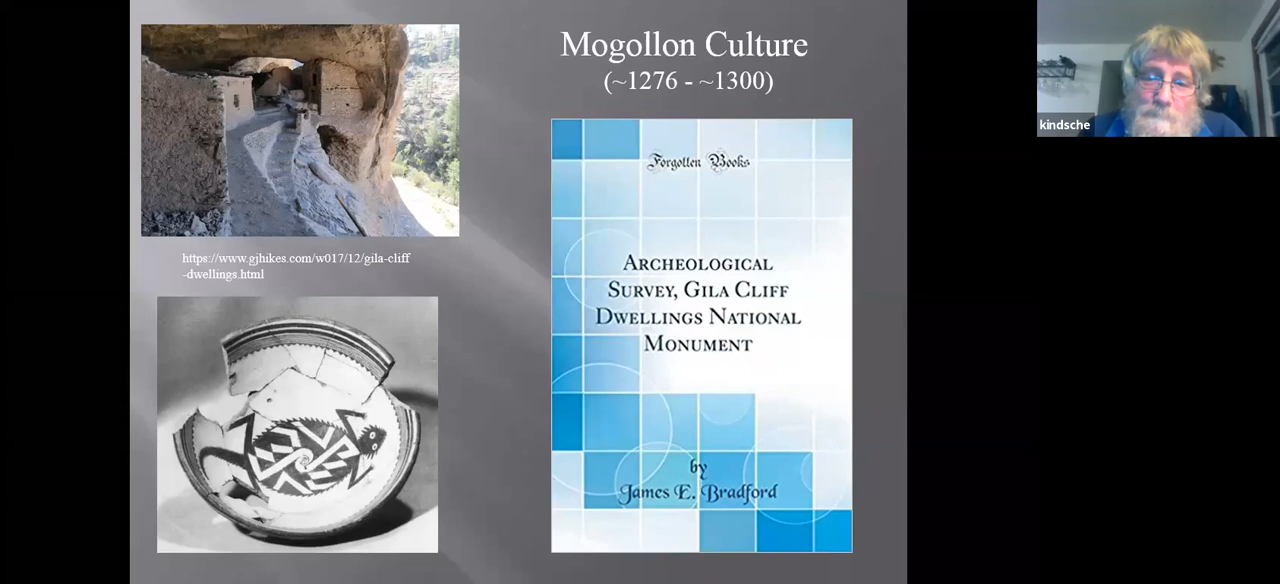 Mogollon Culture
(~1276 - ~1300)
kindsche
Forgotten Books
https://www.gjhikes.com/w017/12/gila-cliff
-dwellings.html
Archeological
Survey, Gila Cliff
Dwellings National
Monument
by
James E. Bradford